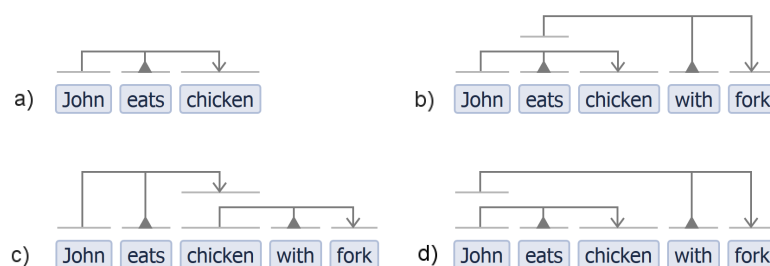 a) John eats chicken
b) John eats chicken with fork
c) John eats chicken with fork
d) John eats chicken with fork